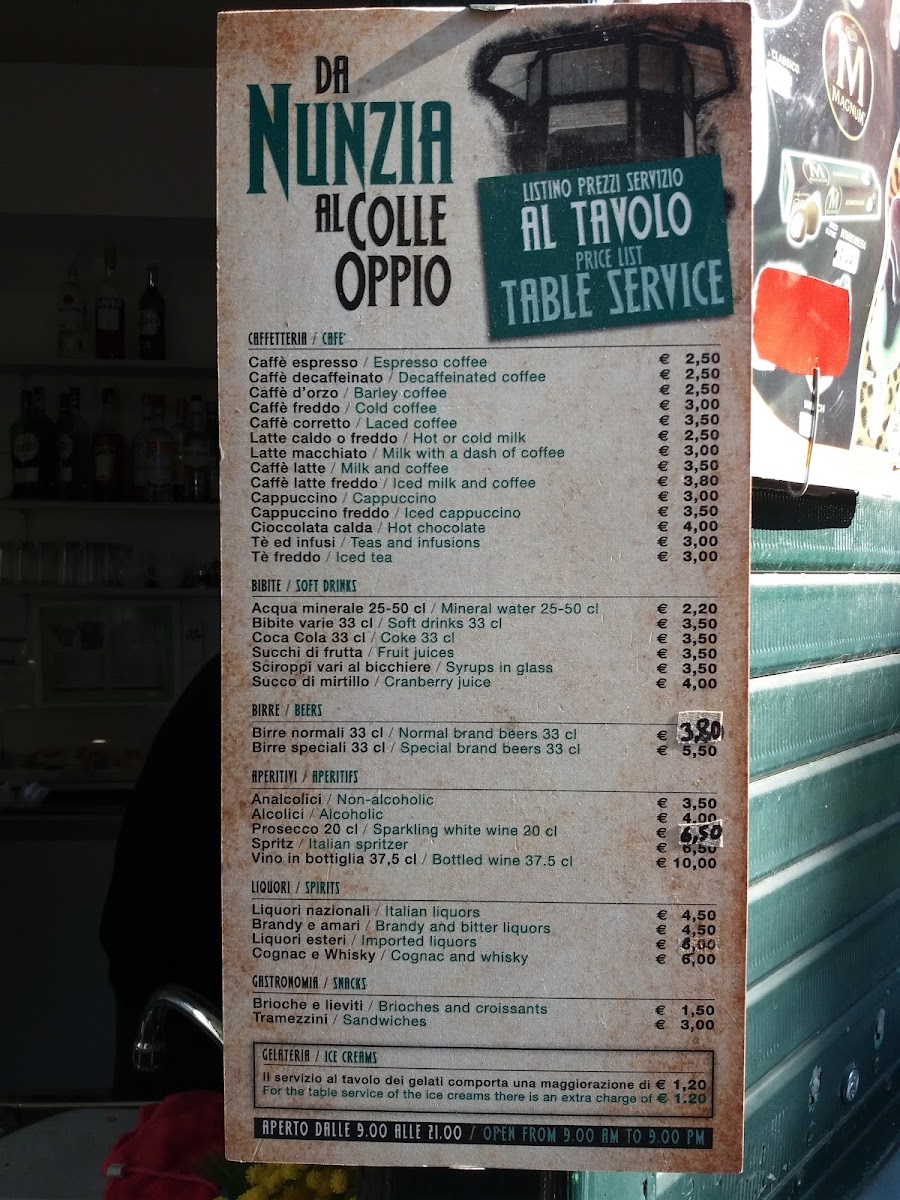 DA
NUNZIA
AL COLLE
OPPIO
LISTINO PREZZI SERVIZIO
AL TAVOLO
PRICE LIST
TABLE SERVICE
CAFFETTERIA / CAFE'
Caffè espresso / Espresso coffee € 2,50
Caffè decaffeinato / Decaffeinated coffee € 2,50
Caffè d'orzo / Barley coffee € 2,50
Caffè freddo / Cold coffee € 3,00
Caffè corretto / Laced coffee € 3,50
Latte caldo o freddo / Hot or cold milk € 2,50
Latte macchiato / Milk with a dash of coffee € 3,00
Caffè latte / Milk and coffee € 3,50
Caffè latte freddo / Iced milk and coffee € 3,80
Cappuccino / Cappuccino € 3,00
Cappuccino freddo / Iced cappuccino € 3,50
Cioccolata calda / Hot chocolate € 4,00
Tè ed infusi / Teas and infusions € 3,00
Tè freddo / Iced tea € 3,00
BIBITE / SOFT DRINKS
Acqua minerale 25-50 cl / Mineral water 25-50 cl € 2,20
Bibite varie 33 cl / Soft drinks 33 cl € 3,50
Coca Cola 33 cl / Coke 33 cl € 3,50
Succhi di frutta / Fruit juices € 3,50
Sciroppi vari al bicchiere / Syrups in glass € 3,50
Succo di mirtillo / Cranberry juice € 4,00
BIRRE / BEERS
Birre normali 33 cl / Normal brand beers 33 cl € 3,80
Birre speciali 33 cl / Special brand beers 33 cl € 5,50
APERITIVI / APERITIFS
Analcolici / Non-alcoholic € 3,50
Alcolici / Alcoholic € 4,00
Prosecco 20 cl / Sparkling white wine 20 cl € 6,50
Spritz / Italian spritzer € 6,50
Vino in bottiglia 37,5 cl / Bottled wine 37.5 cl € 10,00
LIQUORI / SPIRITS
Liquori nazionali / Italian liquors € 4,50
Brandy e amari / Brandy and bitter liquors € 4,50
Liquori esteri / Imported liquors € 6,00
Cognac e Whisky / Cognac and whisky € 6,00
GASTRONOMIA / SNACKS
Brioche e lieviti / Brioches and croissants € 1,50
Tramezzini / Sandwiches € 3,00
GELATERIA / ICE CREAMS
Il servizio al tavolo dei gelati comporta una maggiorazione di € 1,20
For the table service of the ice creams there is an extra charge of € 1.20
APERTO DALLE 9.00 ALLE 21.00 / OPEN FROM 9.00 AM TO 9.00 PM
CLASSICO
M
MAGNUM